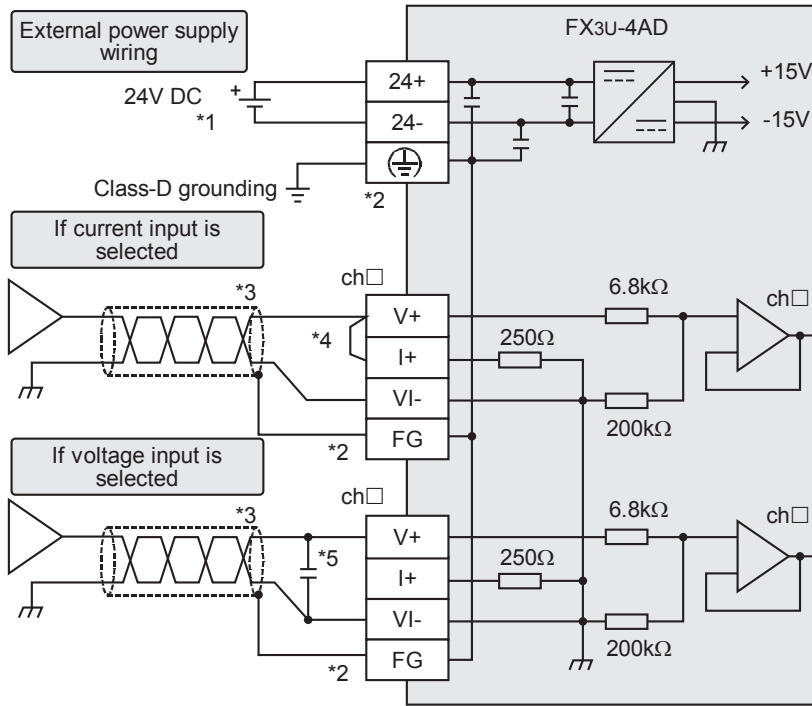 External power supply
wiring
FX3U-4AD
24+
+15V
24V DC
+
*1
24-
-15V
Class-D grounding
*2
If current input is
selected
ch□
*3
6.8kΩ
ch□
V+
*4
250Ω
I+
VI-
200kΩ
*2
FG
If voltage input is
selected
ch□
*3
6.8kΩ
ch□
V+
*5
250Ω
I+
VI-
200kΩ
*2
FG